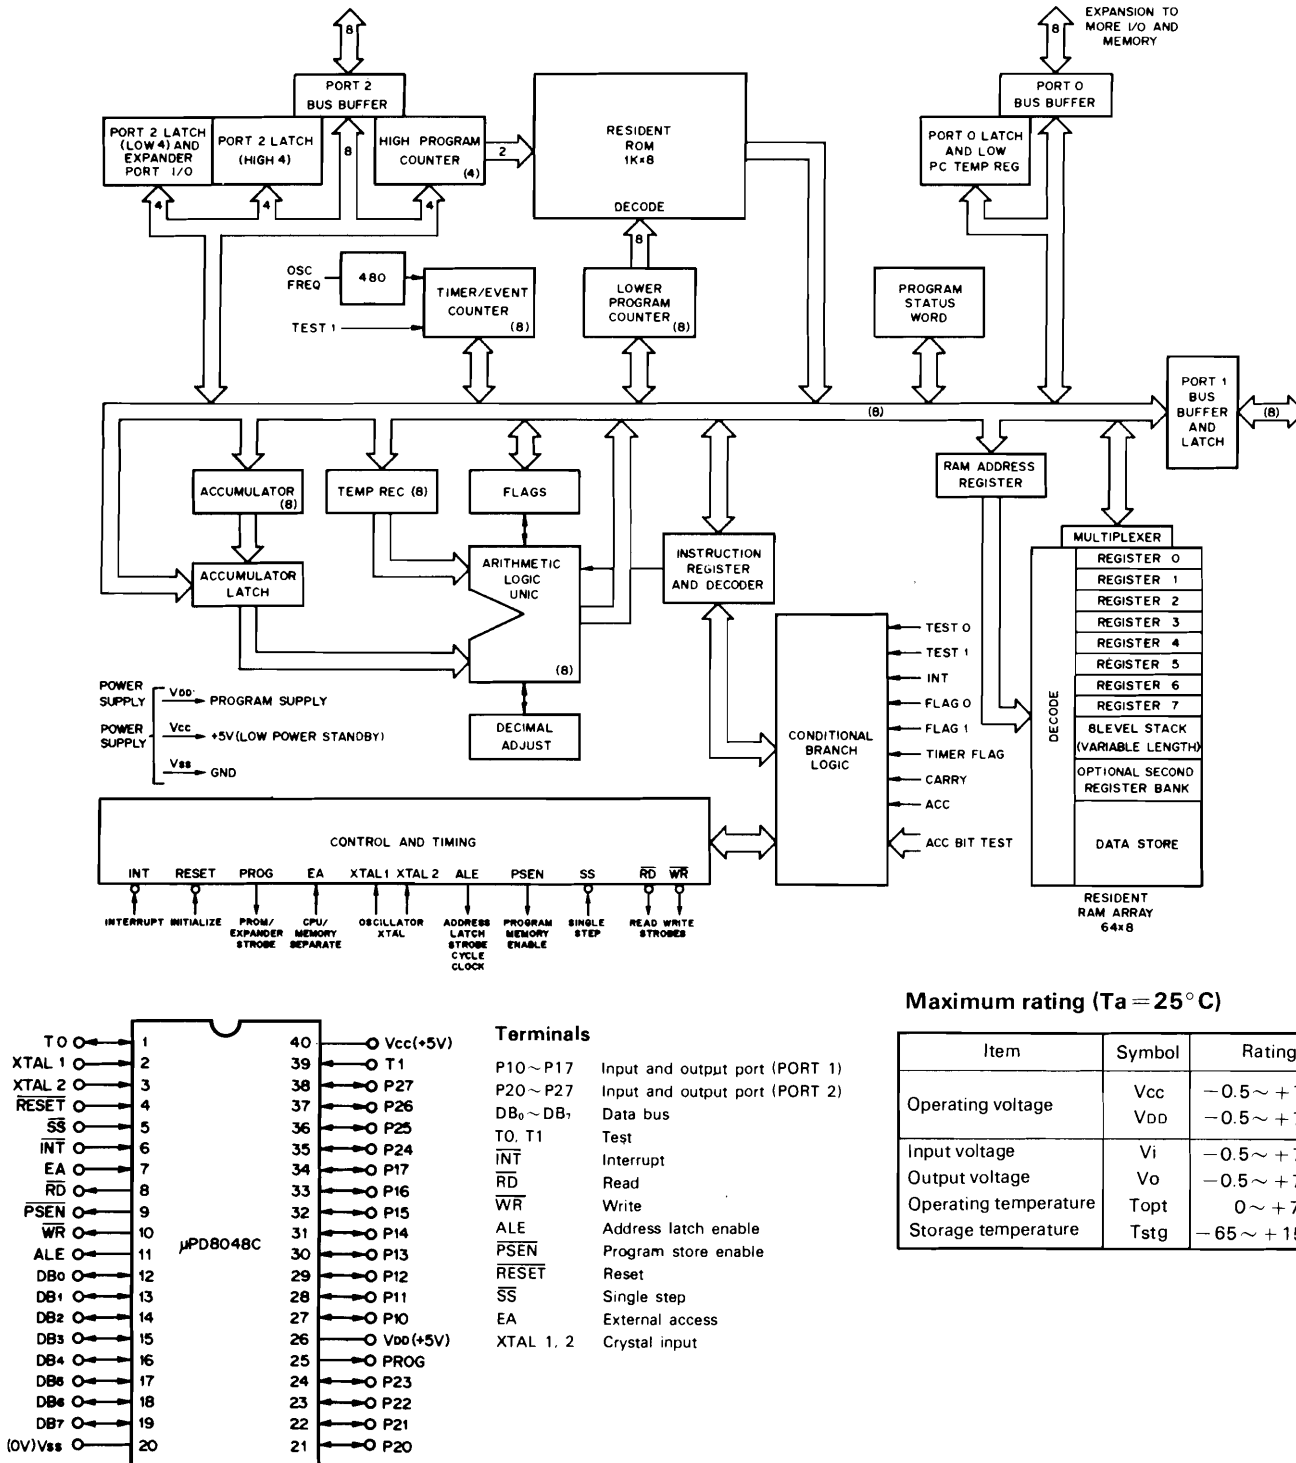 8
EXPANSION TO
MORE I/O AND
MEMORY
8
PORT 2
BUS BUFFER
PORT 2 LATCH
(LOW 4) AND
EXPANDER
PORT I/O
PORT 2 LATCH
(HIGH 4)
8
HIGH PROGRAM
COUNTER
(4)
2
4
4
4
RESIDENT
ROM
1K×8
DECODE
8
PORT 0
BUS BUFFER
PORT 0 LATCH
AND LOW
PC TEMP REG
OSC
FREQ
480
TEST 1
TIMER/EVENT
COUNTER
(8)
LOWER
PROGRAM
COUNTER
(8)
PROGRAM
STATUS
WORD
(8)
PORT 1
BUS
BUFFER
AND
LATCH
(8)
ACCUMULATOR
(8)
TEMP REC (8)
FLAGS
RAM ADDRESS
REGISTER
ACCUMULATOR
LATCH
ARITHMETIC
LOGIC
UNIC
(8)
INSTRUCTION
REGISTER
AND DECODER
DECIMAL
ADJUST
MULTIPLEXER
DECODE
REGISTER 0
REGISTER 1
REGISTER 2
REGISTER 3
REGISTER 4
REGISTER 5
REGISTER 6
REGISTER 7
8LEVEL STACK
(VARIABLE LENGTH)
OPTIONAL SECOND
REGISTER BANK
DATA STORE
RESIDENT
RAM ARRAY
64×8
CONDITIONAL
BRANCH
LOGIC
TEST 0
TEST 1
INT
FLAG 0
FLAG 1
TIMER FLAG
CARRY
ACC
ACC BIT TEST
POWER
SUPPLY
VDD
PROGRAM SUPPLY
POWER
SUPPLY
Vcc
+5V(LOW POWER STANDBY)
Vss
GND
CONTROL AND TIMING
INT RESET PROG EA XTAL1 XTAL 2 ALE PSEN SS RD WR
INTERRUPT
INITIALIZE
PROM/
EXPANDER
STROBE
CPU/
MEMORY
SEPARATE
OSCILLATOR
XTAL
ADDRESS
LATCH
STROBE
CYCLE
CLOCK
PROGRAM
MEMORY
ENABLE
SINGLE
STEP
READ WRITE
STROBES
μPD8048C
T0 1 40 Vcc(+5V)
XTAL 1 2 39 T1
XTAL 2 3 38 P27
RESET 4 37 P26
SS 5 36 P25
INT 6 35 P24
EA 7 34 P17
RD 8 33 P16
PSEN 9 32 P15
WR 10 31 P14
ALE 11 30 P13
DB0 12 29 P12
DB1 13 28 P11
DB2 14 27 P10
DB3 15 26 VDD(+5V)
DB4 16 25 PROG
DB5 17 24 P23
DB6 18 23 P22
DB7 19 22 P21
(0V)Vss 20 21 P20
Terminals
P10~P17 Input and output port (PORT 1)
P20~P27 Input and output port (PORT 2)
DB₀~DB₇ Data bus
T0, T1 Test
INT Interrupt
RD Read
WR Write
ALE Address latch enable
PSEN Program store enable
RESET Reset
SS Single step
EA External access
XTAL 1, 2 Crystal input
Maximum rating (Ta=25°C)
Item Symbol Rating
Operating voltage
Vcc −0.5~+
VDD −0.5~+7
Input voltage Vi −0.5~+7
Output voltage Vo −0.5~+7
Operating temperature Topt 0~+7
Storage temperature Tstg −65~+15